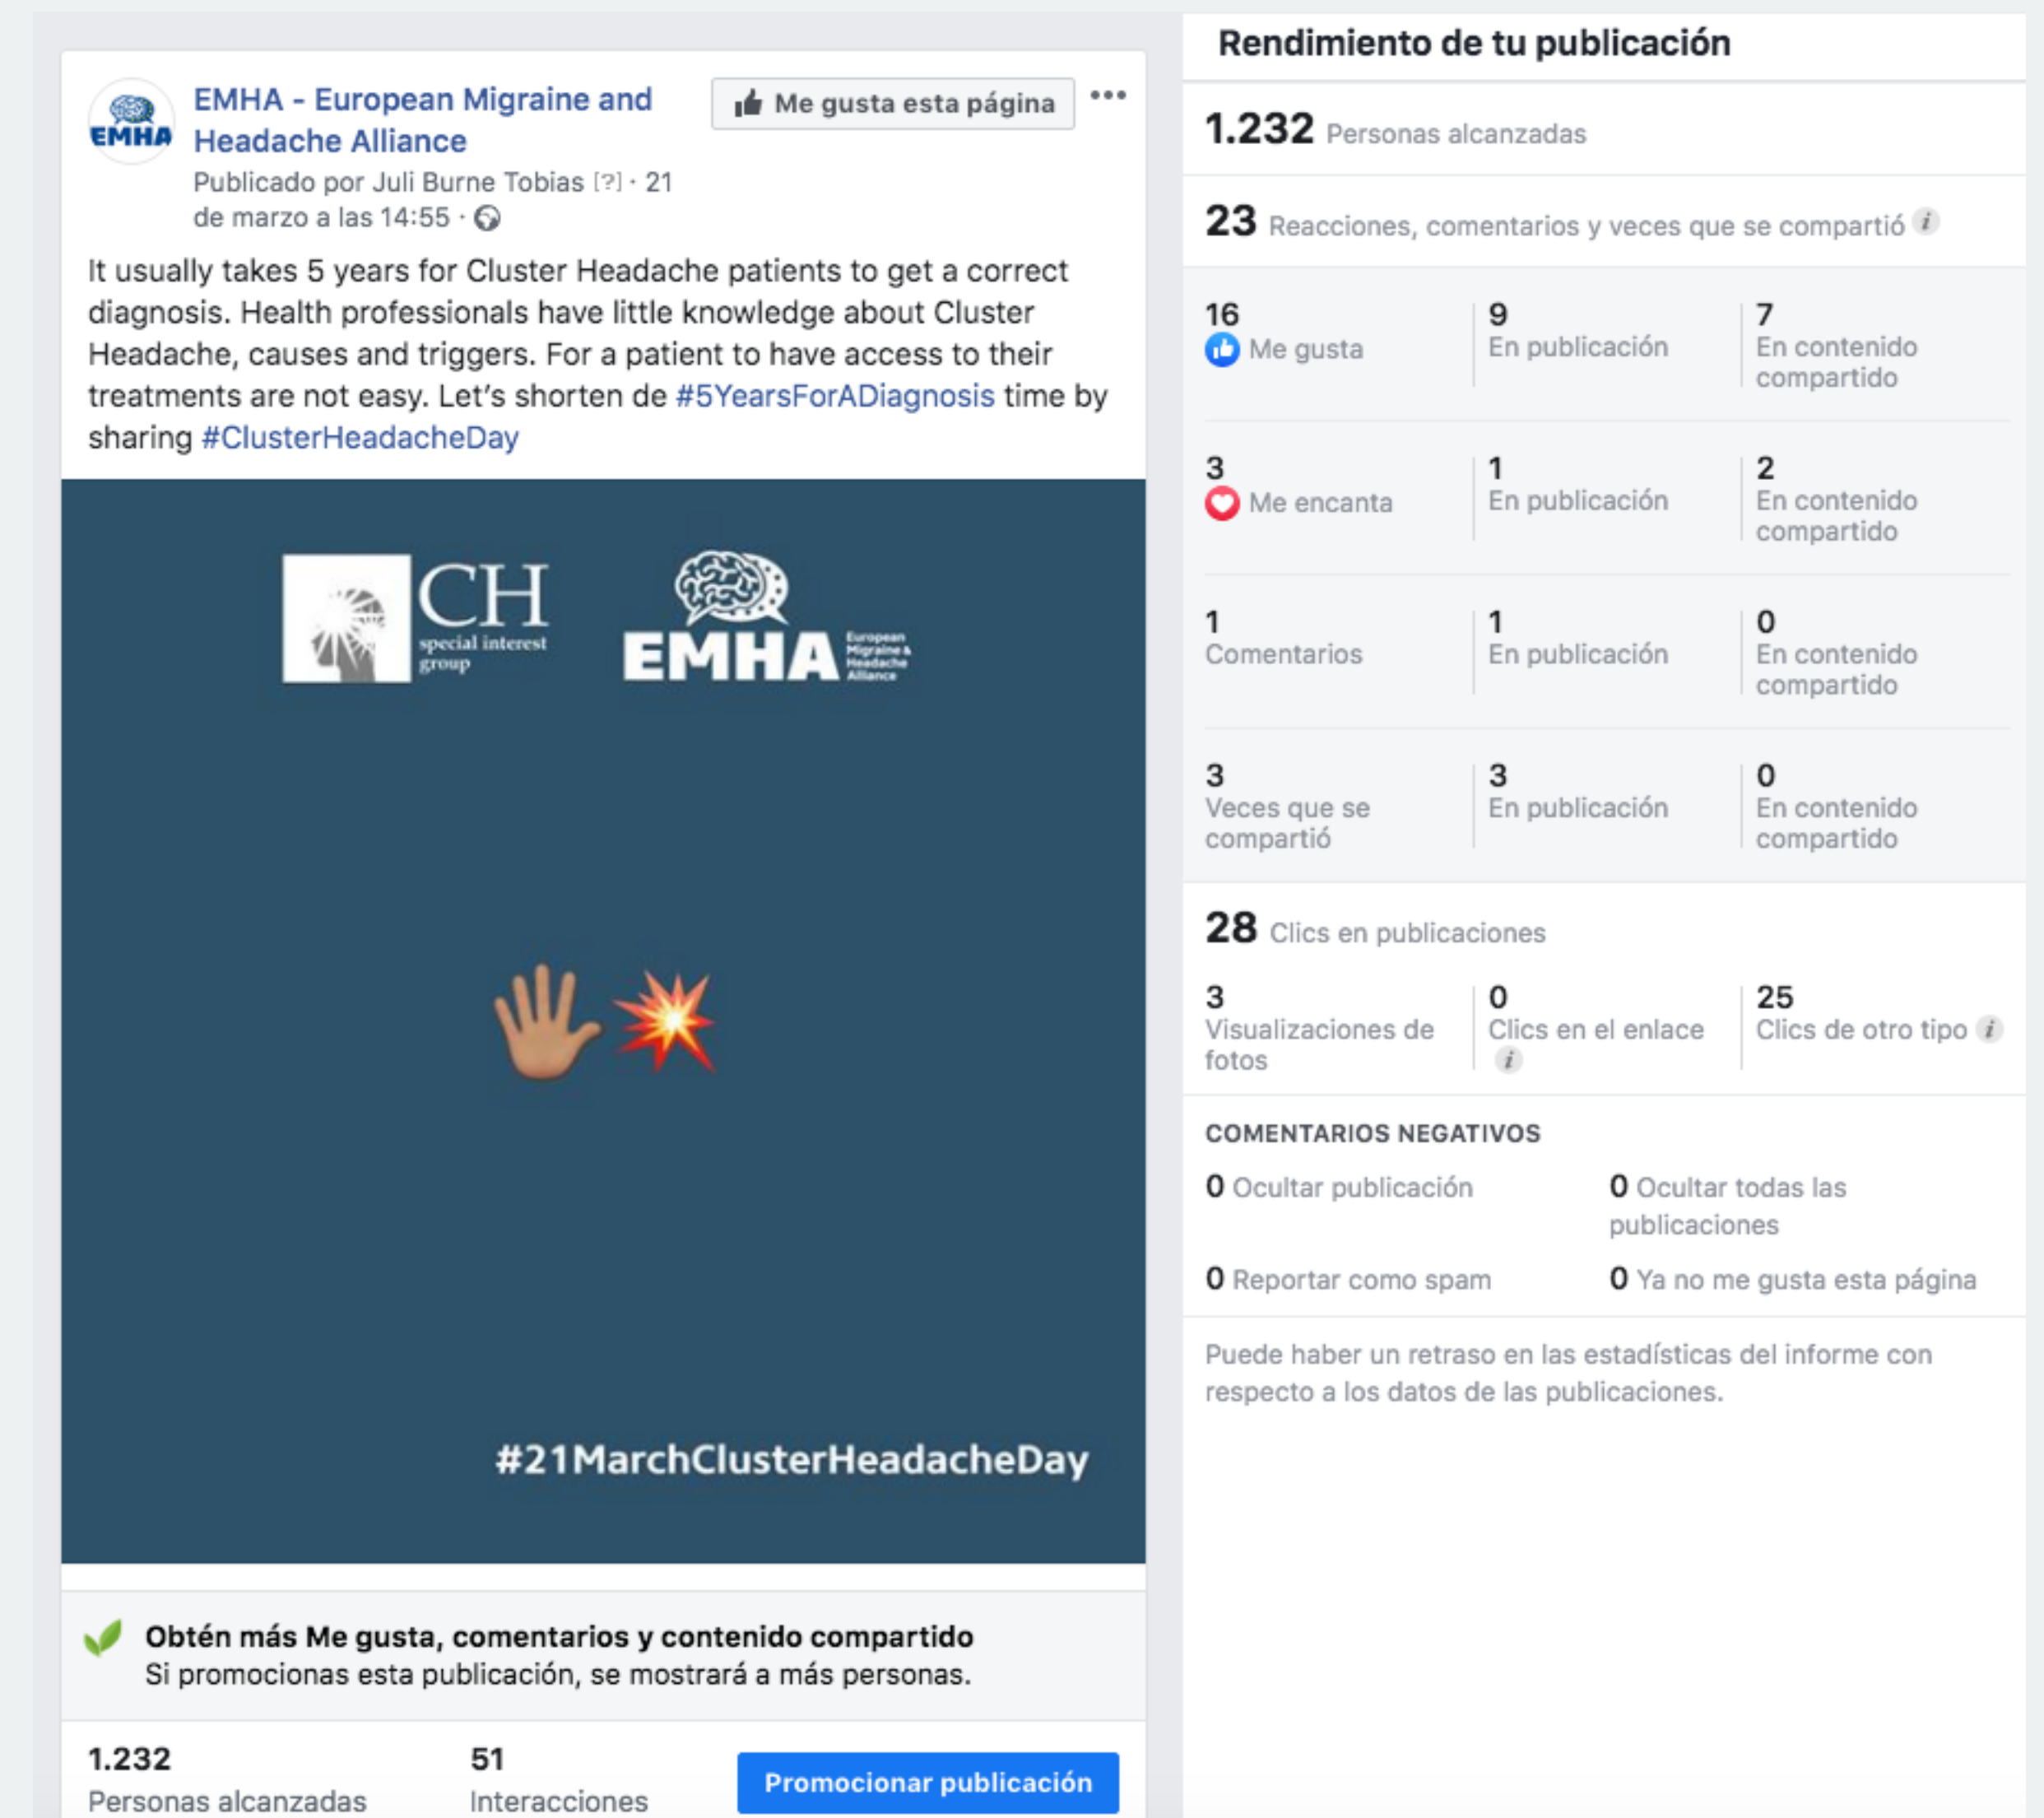 EMHA
EMHA - European Migraine and
Headache Alliance
Me gusta esta página
Publicado por Juli Burne Tobias [?] · 21
de marzo a las 14:55 ·
It usually takes 5 years for Cluster Headache patients to get a correct
diagnosis. Health professionals have little knowledge about Cluster
Headache, causes and triggers. For a patient to have access to their
treatments are not easy. Let's shorten de #5YearsForADiagnosis time by
sharing #ClusterHeadacheDay
CH
special interest
group
EMHA
European
Migraine &
Headache
Alliance
#21MarchClusterHeadacheDay
Obtén más Me gusta, comentarios y contenido compartido
Si promocionas esta publicación, se mostrará a más personas.
1.232
Personas alcanzadas
51
Interacciones
Promocionar publicación
Rendimiento de tu publicación
1.232 Personas alcanzadas
23 Reacciones, comentarios y veces que se compartió i
16
Me gusta
9
En publicación
7
En contenido
compartido
3
Me encanta
1
En publicación
2
En contenido
compartido
1
Comentarios
1
En publicación
0
En contenido
compartido
3
Veces que se
compartió
3
En publicación
0
En contenido
compartido
28 Clics en publicaciones
3
Visualizaciones de
fotos
0
Clics en el enlace
i
25
Clics de otro tipo i
COMENTARIOS NEGATIVOS
0 Ocultar publicación
0 Ocultar todas las
publicaciones
0 Reportar como spam
0 Ya no me gusta esta página
Puede haber un retraso en las estadísticas del informe con
respecto a los datos de las publicaciones.